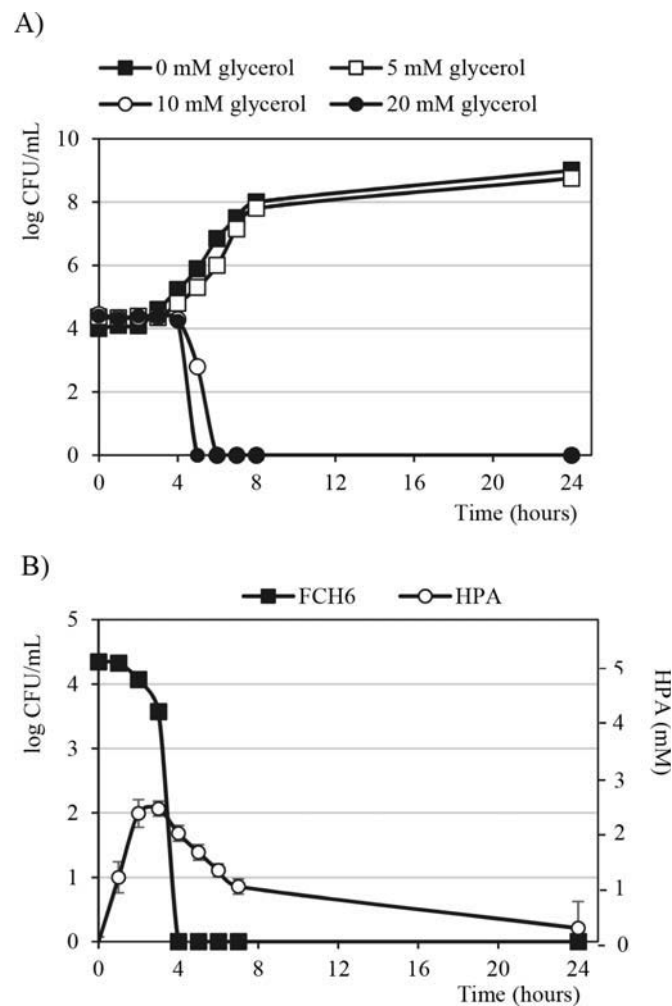 A)
0 mM glycerol 5 mM glycerol
10 mM glycerol 20 mM glycerol
log CFU/mL
10
8
6
4
2
0
0 4 8 12 16 20 24
Time (hours)
B)
FCH6 HPA
log CFU/mL
5
4
3
2
1
0
HPA (mM)
5
4
3
2
1
0
0 4 8 12 16 20 24
Time (hours)